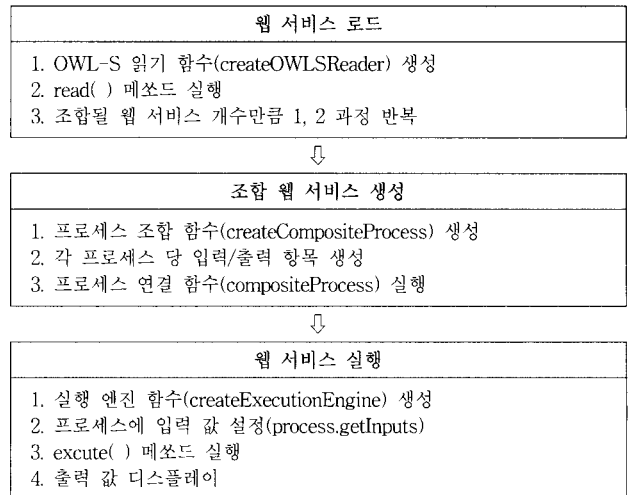 웹 서비스 로드
1. OWL-S 읽기 함수(createOWLSReader) 생성
2. read( ) 메쏘드 실행
3. 조합될 웹 서비스 개수만큼 1, 2 과정 반복
⇩
조합 웹 서비스 생성
1. 프로세스 조합 함수(createCompositeProcess) 생성
2. 각 프로세스 당 입력/출력 항목 생성
3. 프로세스 연결 함수(compositeProcess) 실행
⇩
웹 서비스 실행
1. 실행 엔진 함수(createExecutionEngine) 생성
2. 프로세스에 입력 값 설정(process.getInputs)
3. excute( ) 메쏘드 실행
4. 출력 값 디스플레이